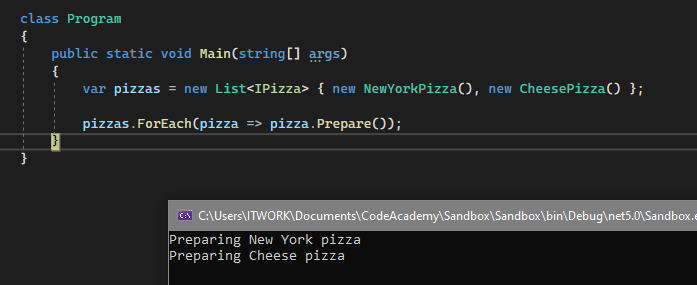 class Program
{
public static void Main(string[] args)
{
var pizzas = new List<IPizza> { new NewYorkPizza(), new CheesePizza() };
pizzas.ForEach(pizza => pizza.Prepare());
}
}
C:\Users\ITWORK\Documents\CodeAcademy\Sandbox\Sandbox\bin\Debug\net5.0\Sandbox.e
Preparing New York pizza
Preparing Cheese pizza